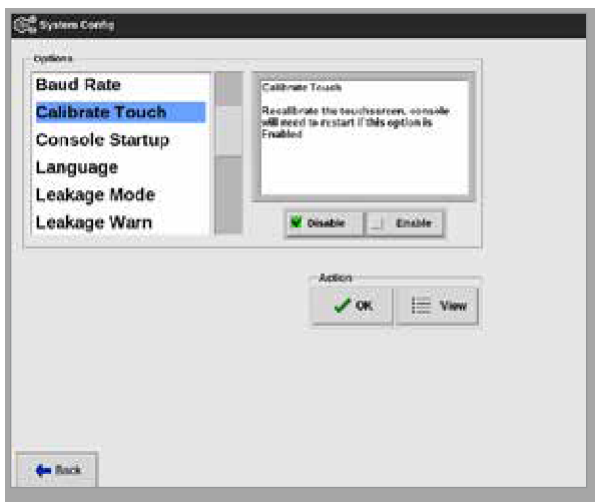 System Config
Options
Baud Rate
Calibrate Touch
Console Startup
Language
Leakage Mode
Leakage Warn
Calibrate Touch
Recalibrate the touchscreen, console
will need to restart if this option is
Enabled
Disable
Enable
Action
OK
View
Back